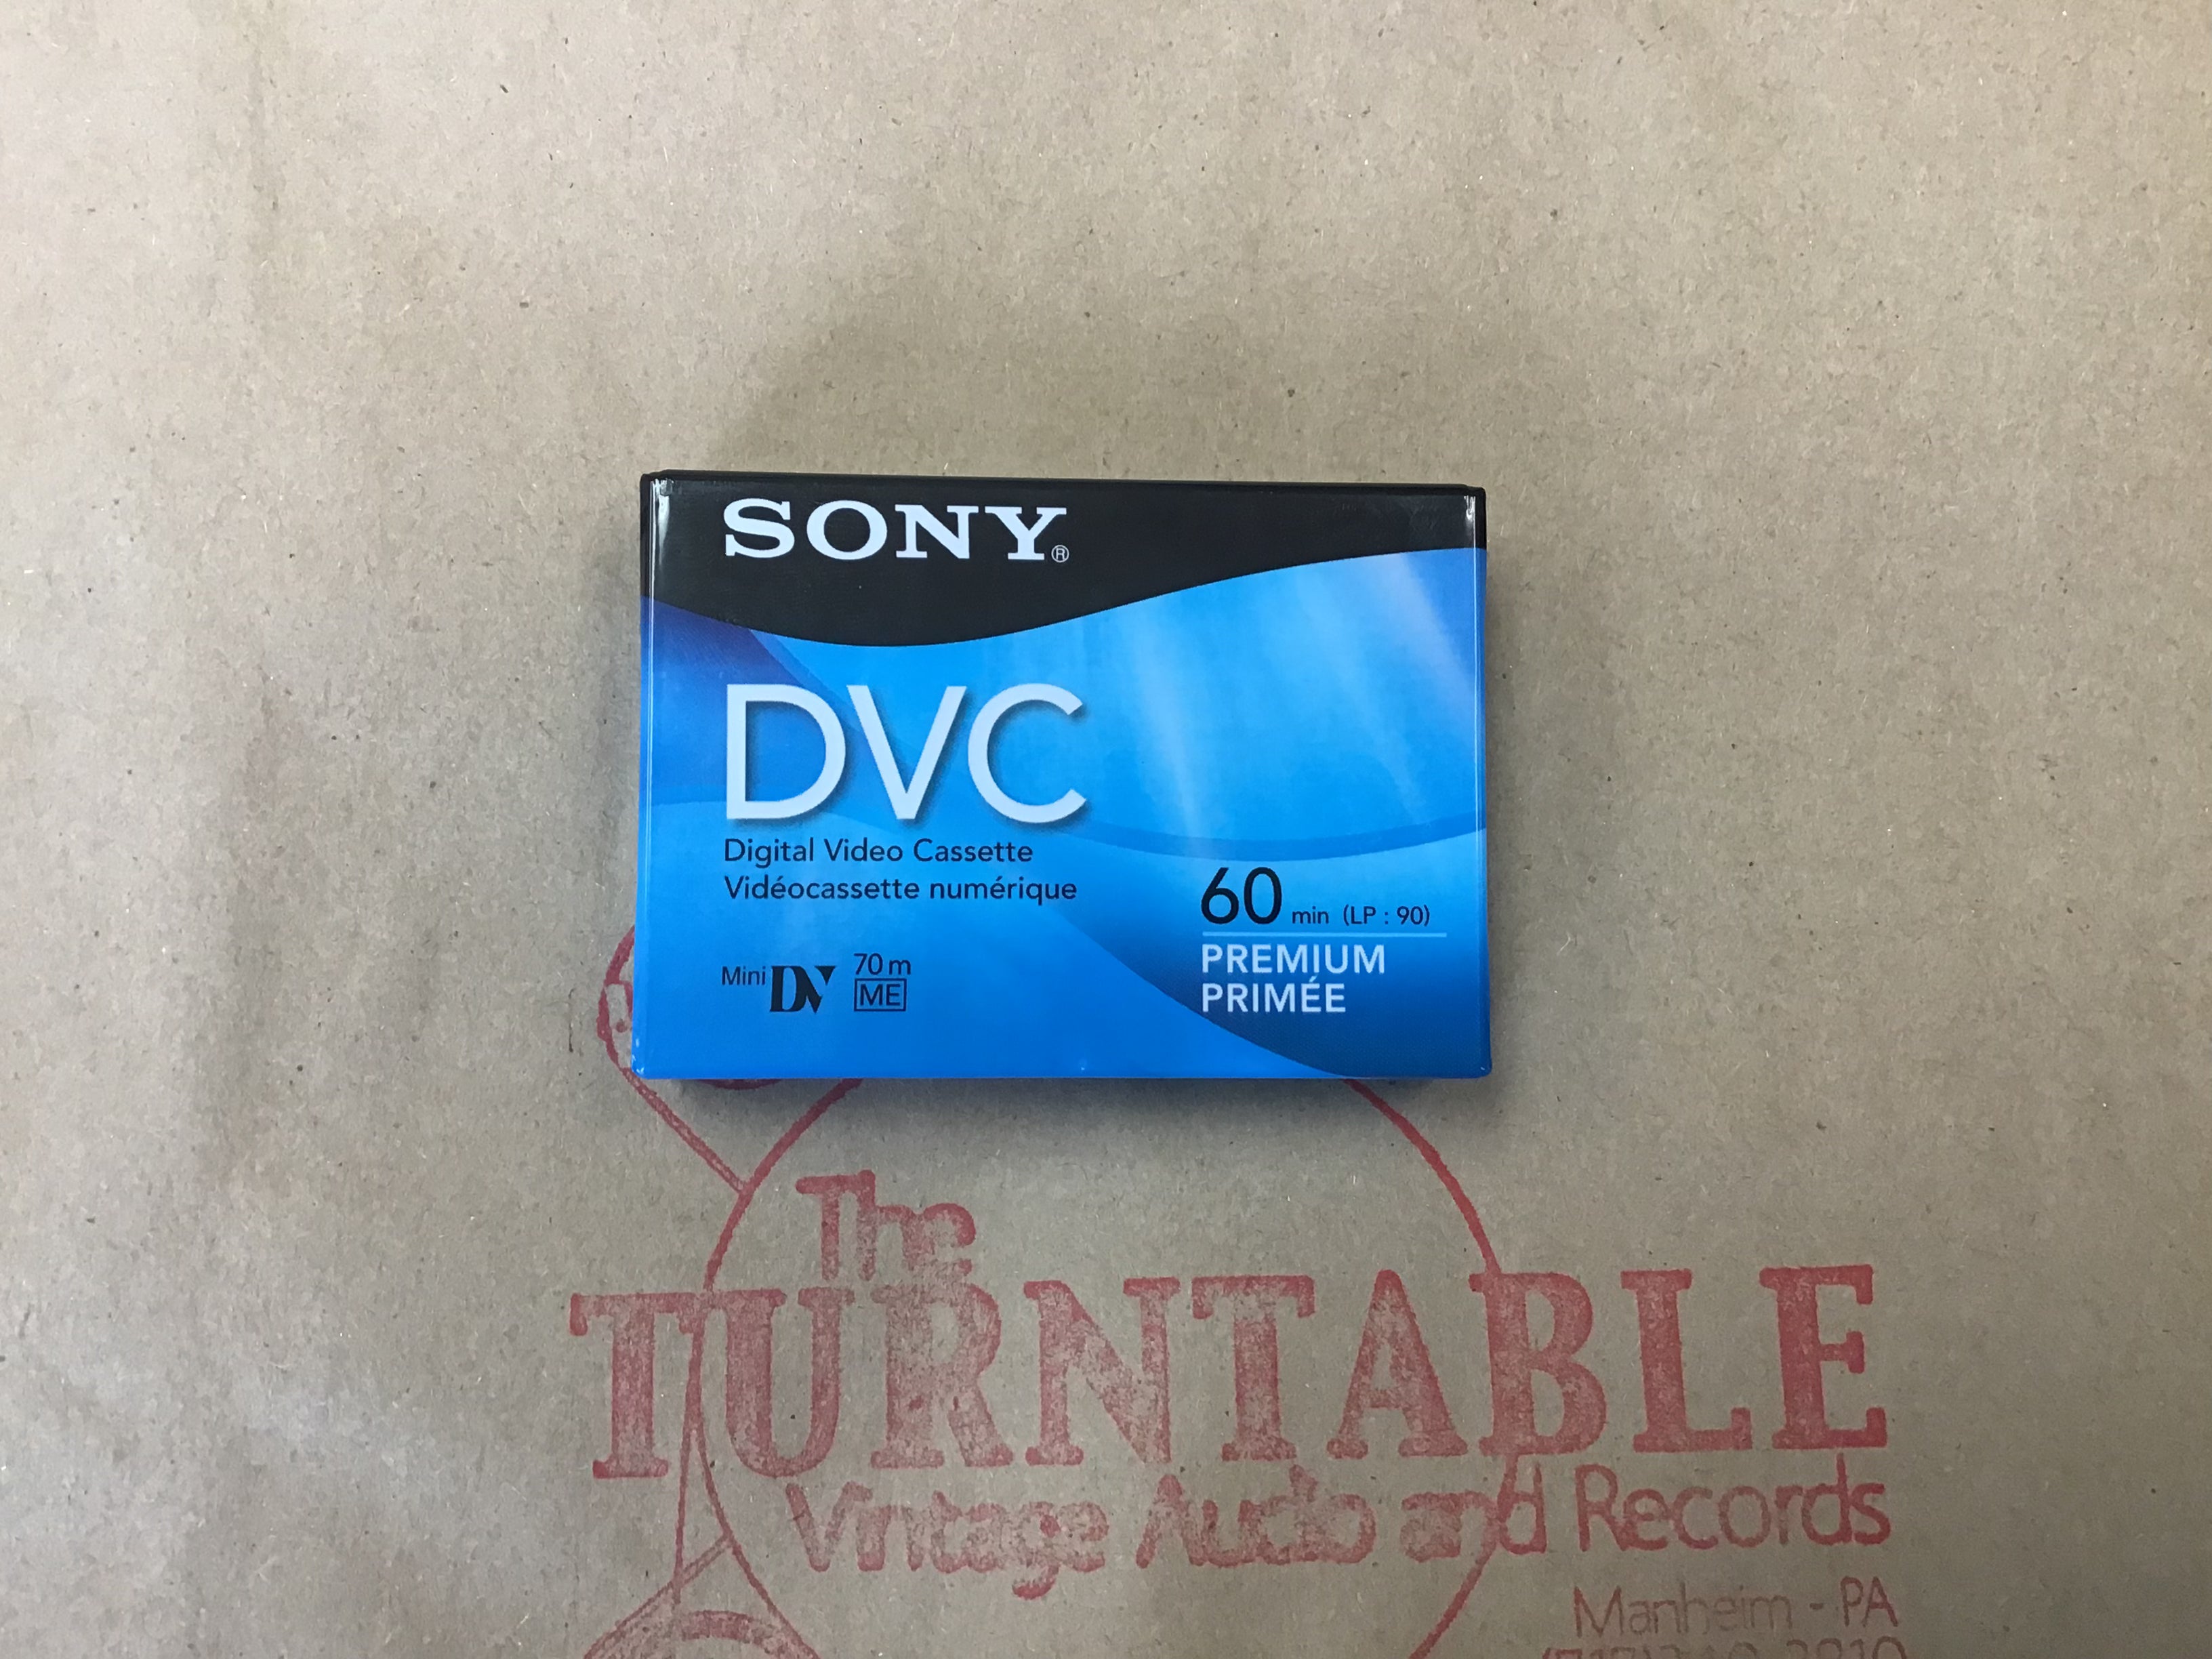 SONY®
DVC
Digital Video Cassette
Vidéocassette numérique
60 min (LP : 90)
PREMIUM
PRIMÉE
Mini DV 70 m
ME
The
TURNTABLE
Vintage Audio and Records
Manheim - PA